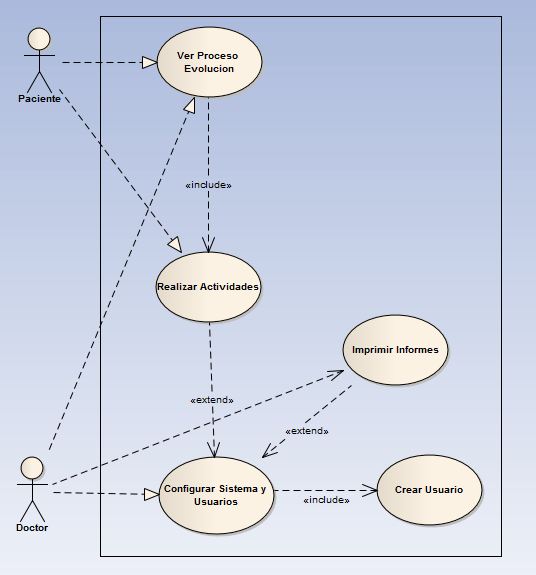 Ver Proceso
Evolucion
Paciente
«include»
Realizar Actividades
Imprimir Informes
«extend»
«extend»
Configurar Sistema y
Usuarios
Crear Usuario
«include»
Doctor